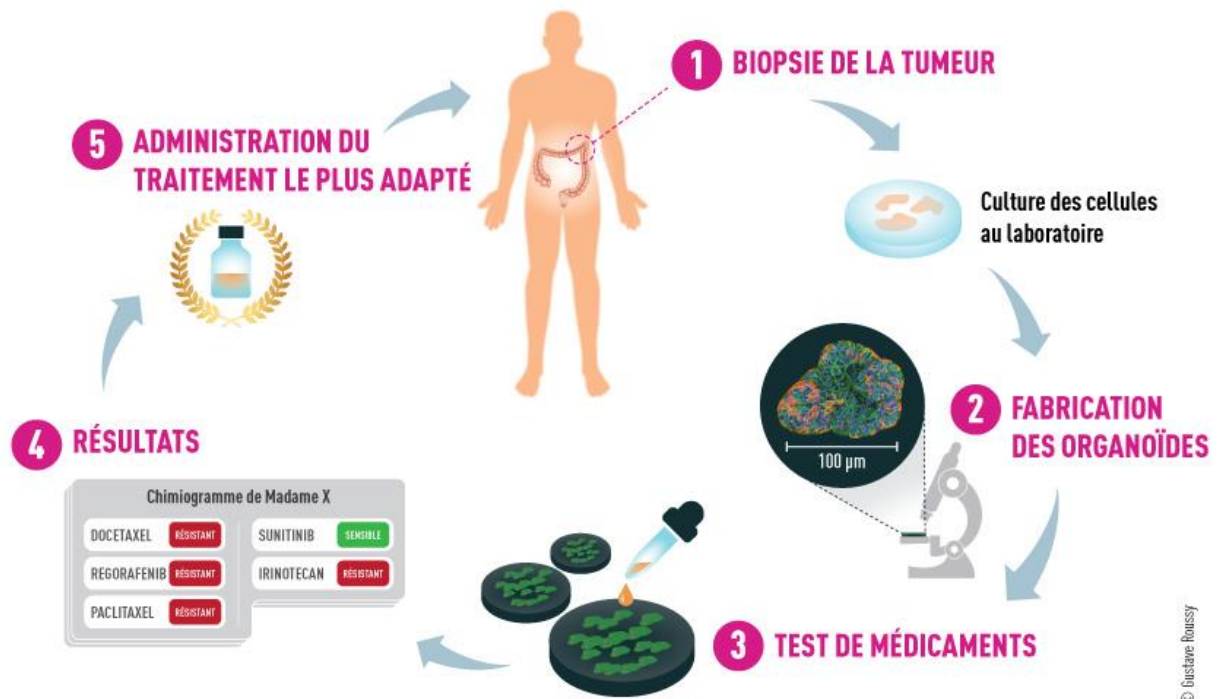 1 BIOPSIE DE LA TUMEUR
Culture des cellules
au laboratoire
2 FABRICATION
DES ORGANOÏDES
100 µm
3 TEST DE MÉDICAMENTS
4 RÉSULTATS
Chimiogramme de Madame X
DOCETAXEL RÉSISTANT SUNITINIB SENSIBLE
REGORAFENIB RÉSISTANT IRINOTECAN RÉSISTANT
PACLITAXEL RÉSISTANT
5 ADMINISTRATION DU
TRAITEMENT LE PLUS ADAPTÉ
© Gustave Roussy